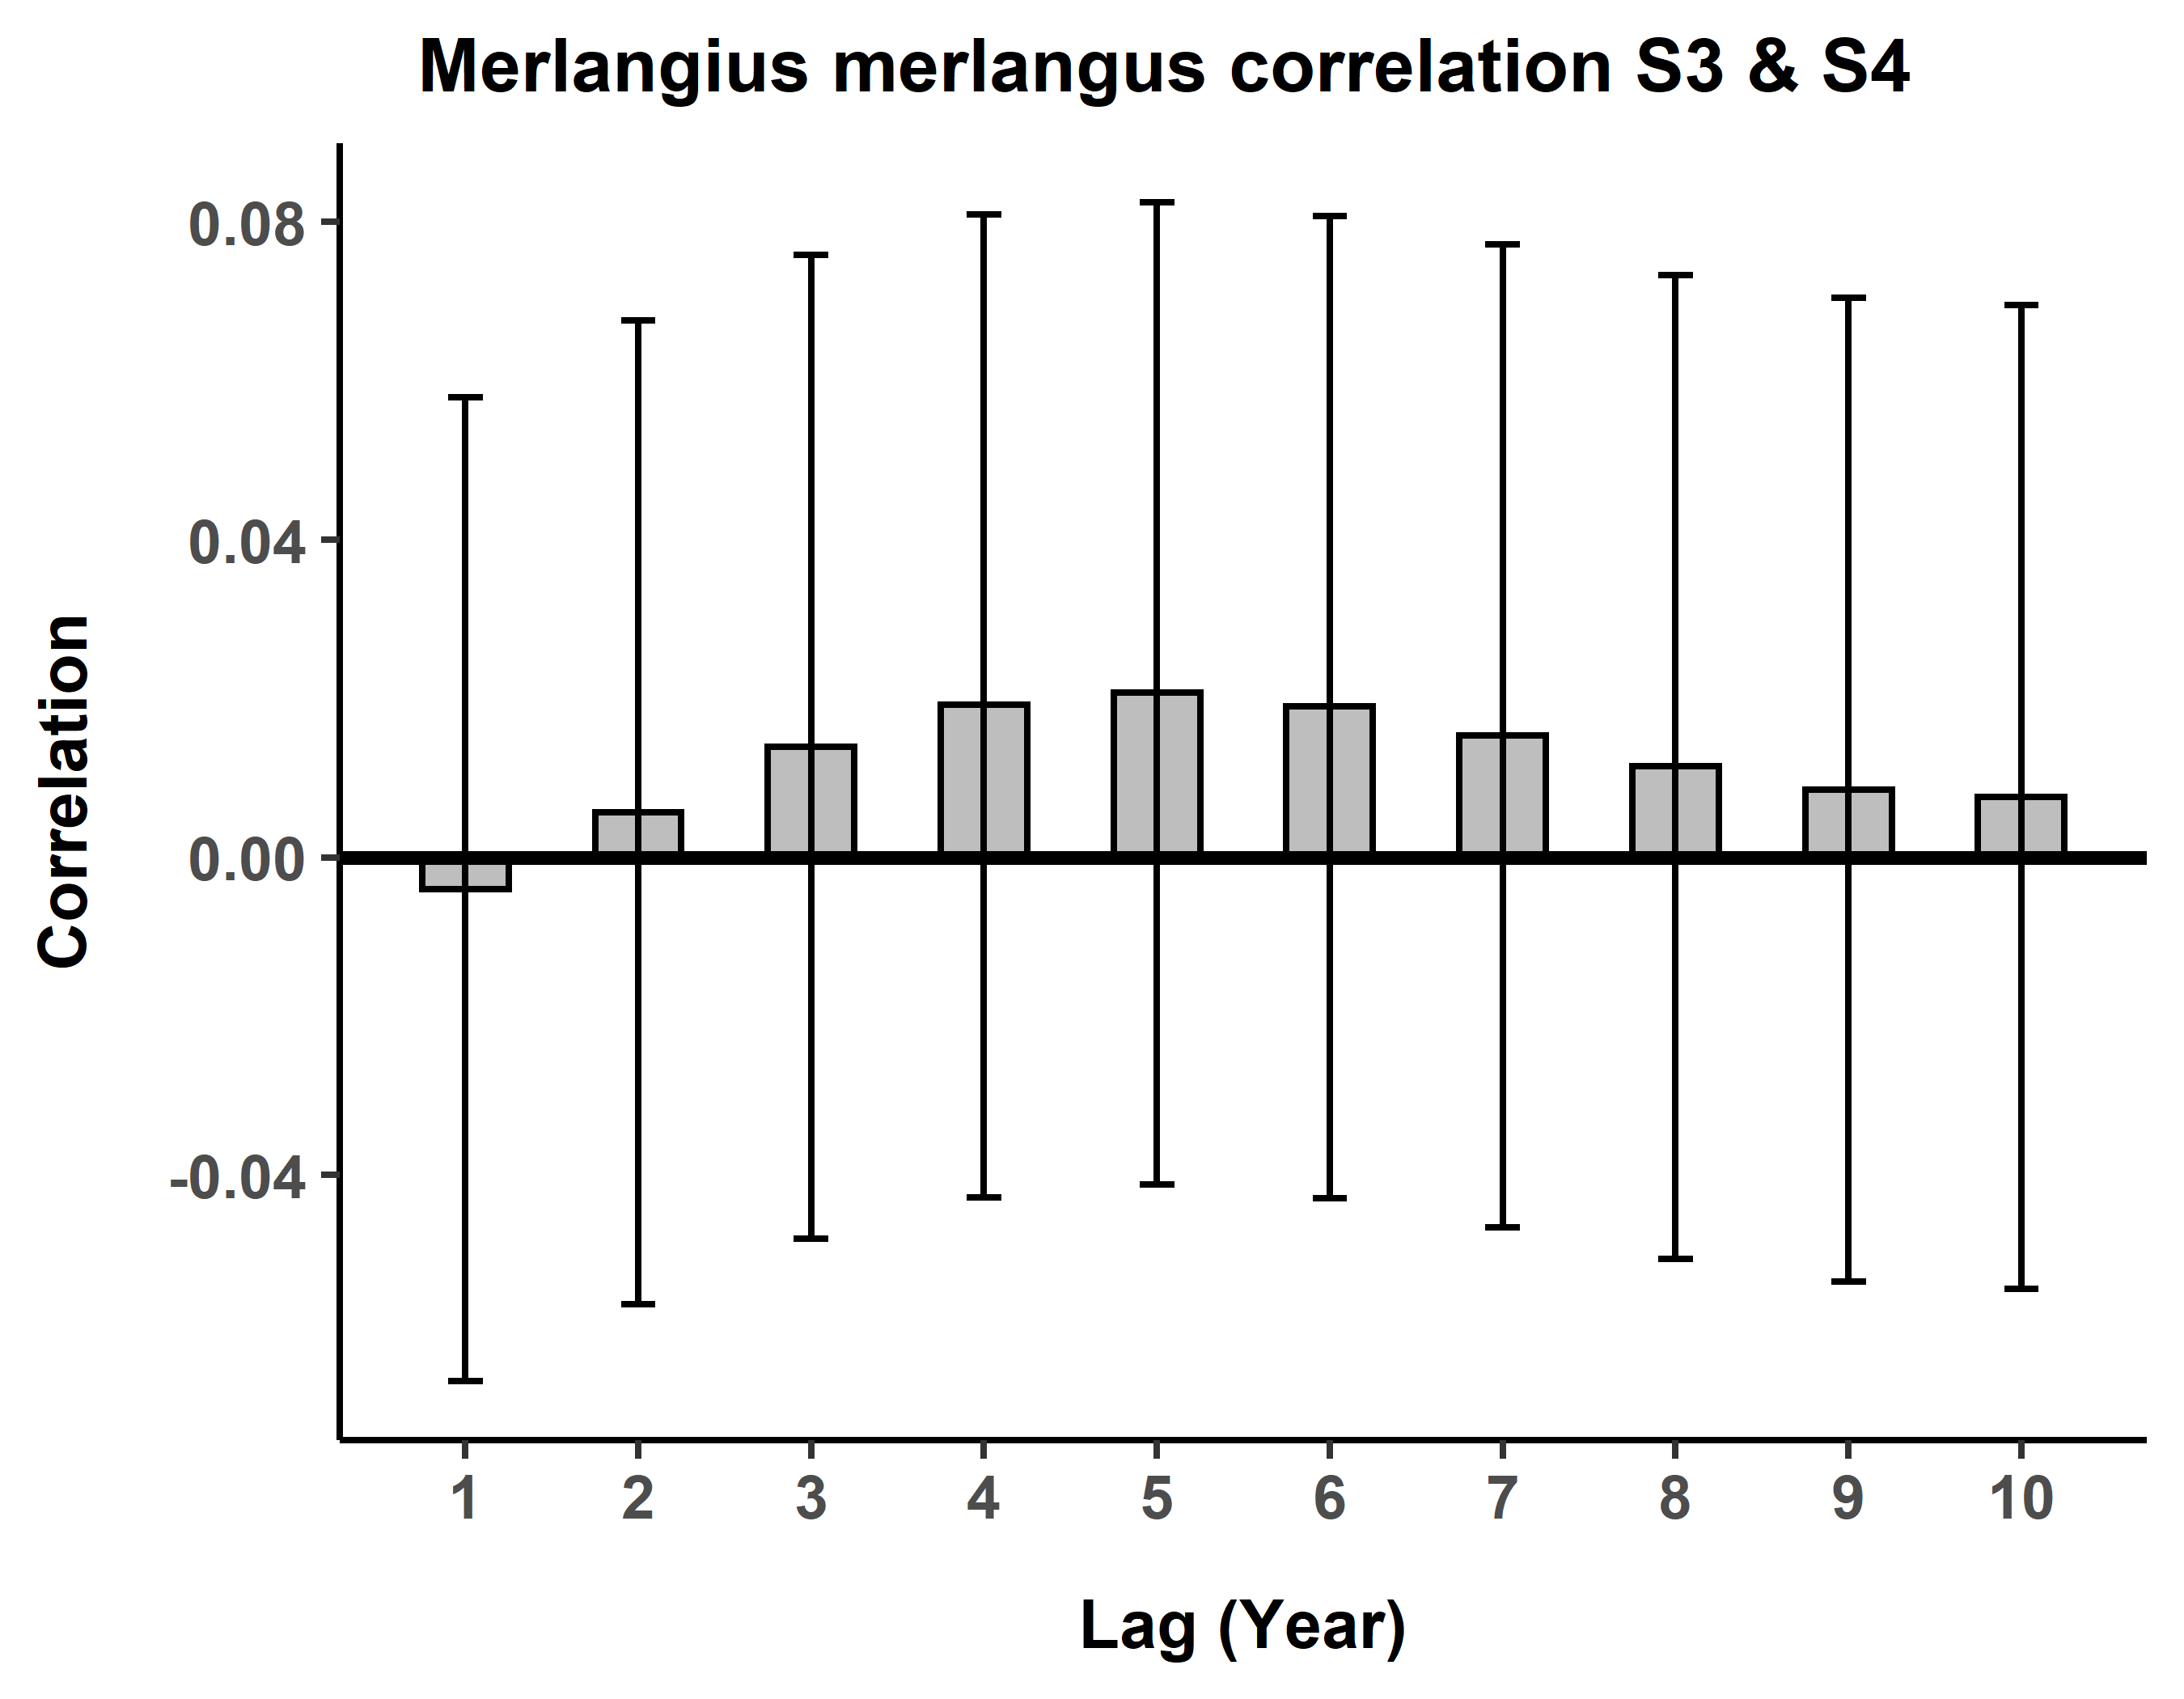 Merlangius merlangus correlation S3 & S4
0.08
0.04
0.00
-0.04
Correlation
1 2 3 4 5 6 7 8 9 10
Lag (Year)